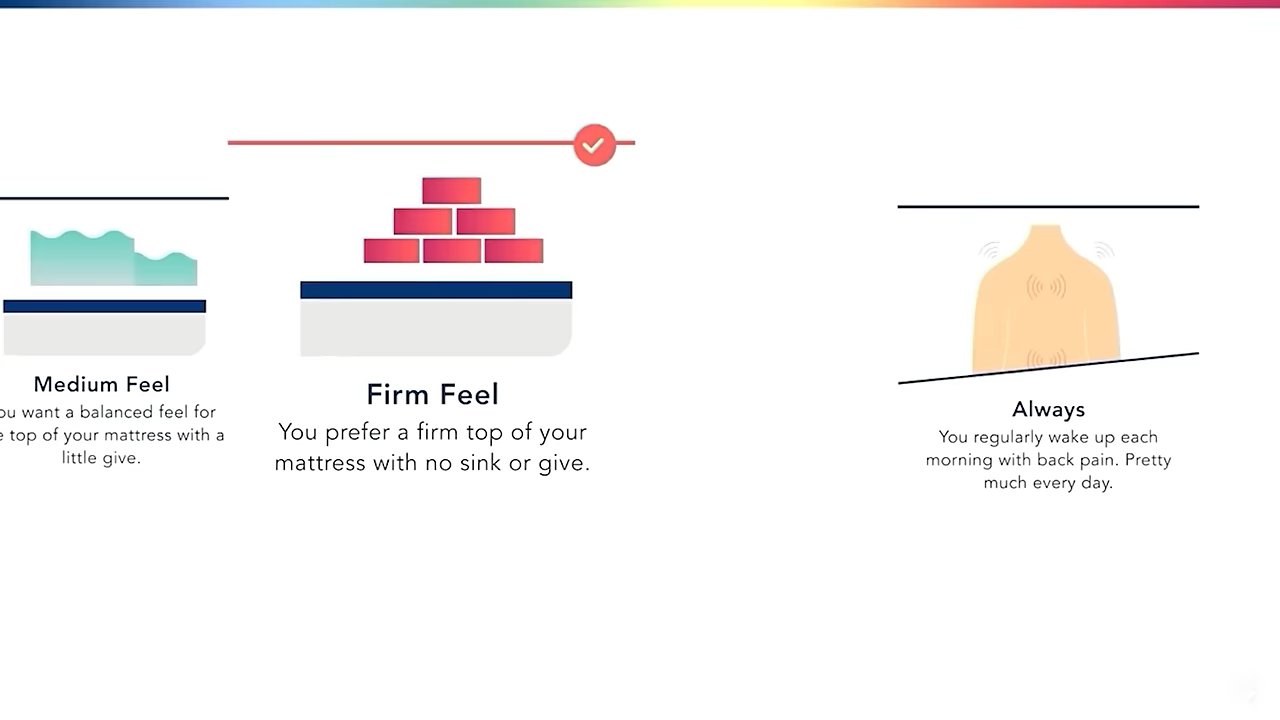 Medium Feel
ou want a balanced feel for
e top of your mattress with a
little give.
Firm Feel
You prefer a firm top of your
mattress with no sink or give.
Always
You regularly wake up each
morning with back pain. Pretty
much every day.